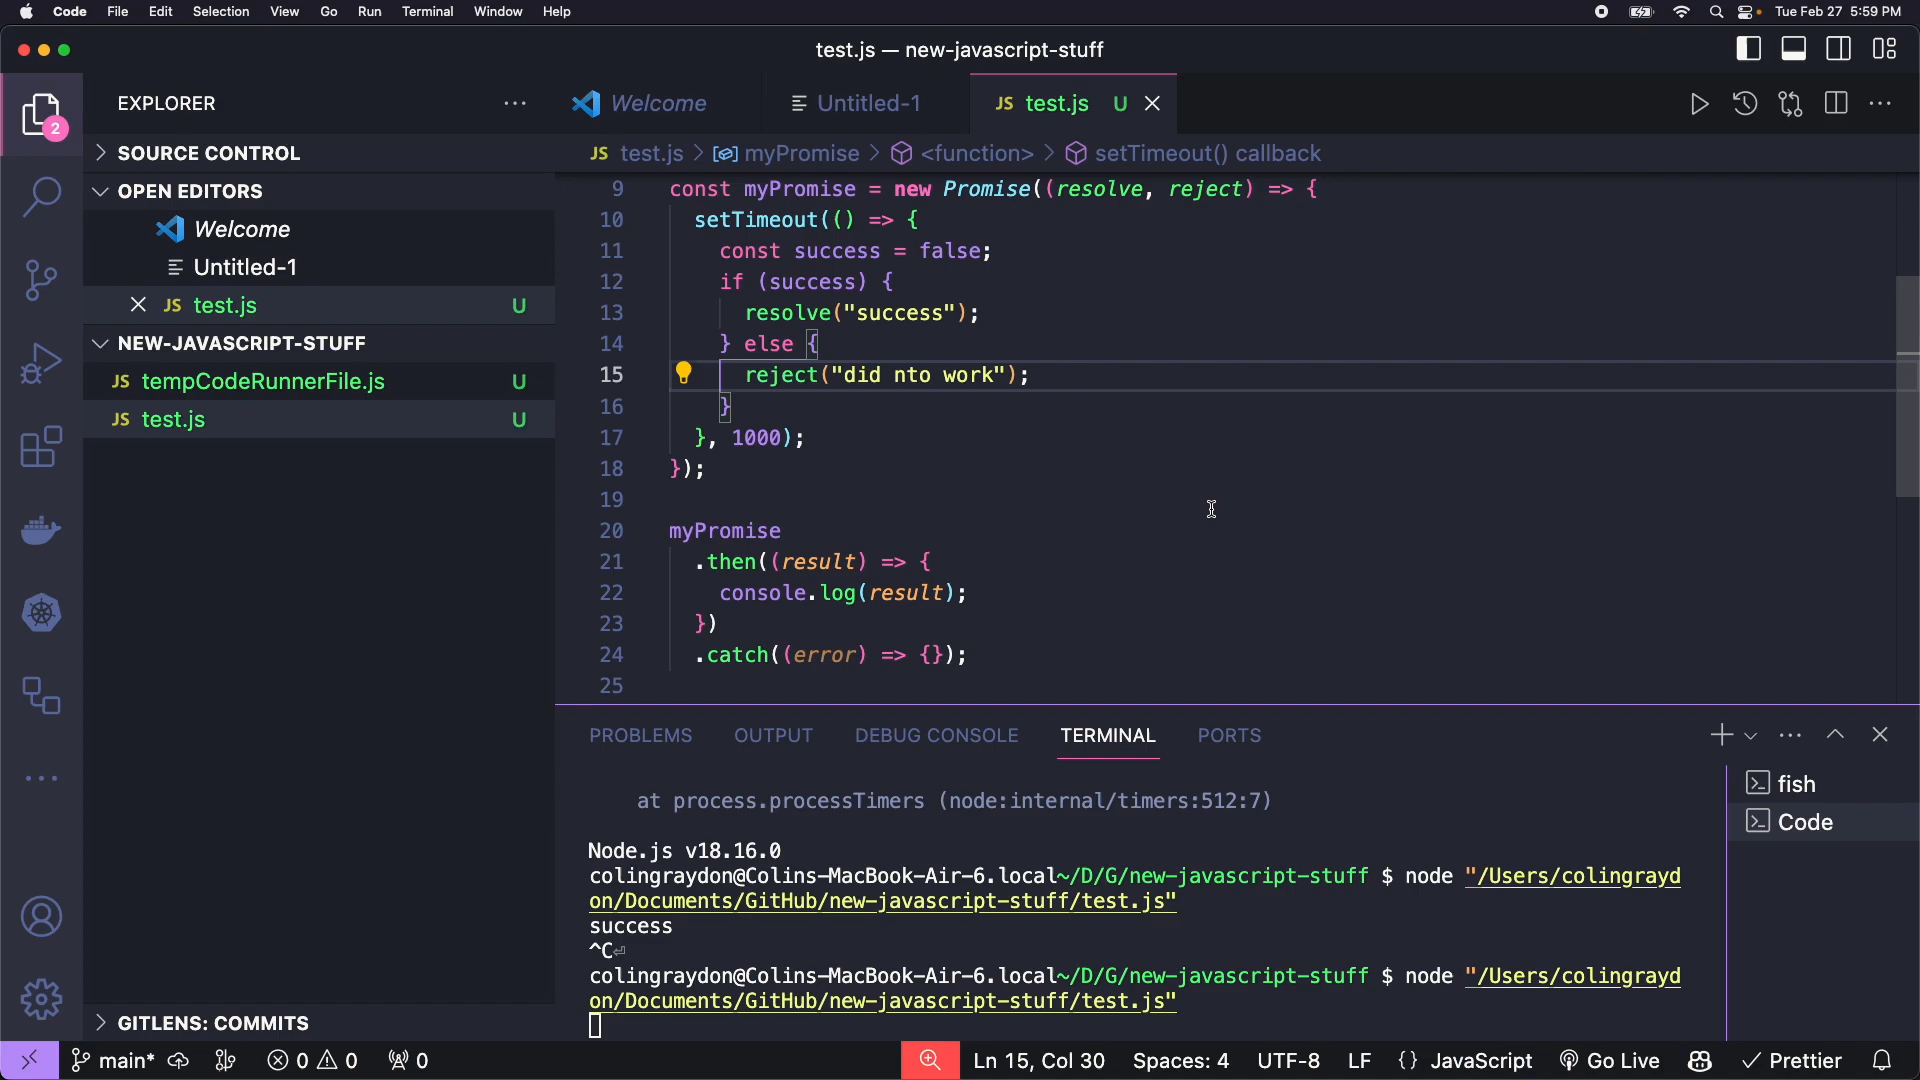 Code File Edit Selection View Go Run Terminal Window Help Tue Feb 27 5:59 PM
test.js — new-javascript-stuff
2
EXPLORER
SOURCE CONTROL
OPEN EDITORS
Welcome
Untitled-1
JS test.js U
NEW-JAVASCRIPT-STUFF
JS tempCodeRunnerFile.js U
JS test.js U
GITLENS: COMMITS
Welcome Untitled-1 JS test.js U
JS test.js > myPromise > <function> > setTimeout() callback
9 const myPromise = new Promise((resolve, reject) => {
10 setTimeout(() => {
11 const success = false;
12 if (success) {
13 resolve("success");
14 } else {
15 reject("did nto work");
16 }
17 }, 1000);
18 });
19
20 myPromise
21 .then((result) => {
22 console.log(result);
23 })
24 .catch((error) => {});
25
PROBLEMS OUTPUT DEBUG CONSOLE TERMINAL PORTS
at process.processTimers (node:internal/timers:512:7)
Node.js v18.16.0
colingraydon@Colins-MacBook-Air-6.local~/D/G/new-javascript-stuff $ node "/Users/colingrayd
on/Documents/GitHub/new-javascript-stuff/test.js"
success
^C⏎
colingraydon@Colins-MacBook-Air-6.local~/D/G/new-javascript-stuff $ node "/Users/colingrayd
on/Documents/GitHub/new-javascript-stuff/test.js"
fish
Code
main* 0 0 0 Ln 15, Col 30 Spaces: 4 UTF-8 LF {} JavaScript Go Live Prettier